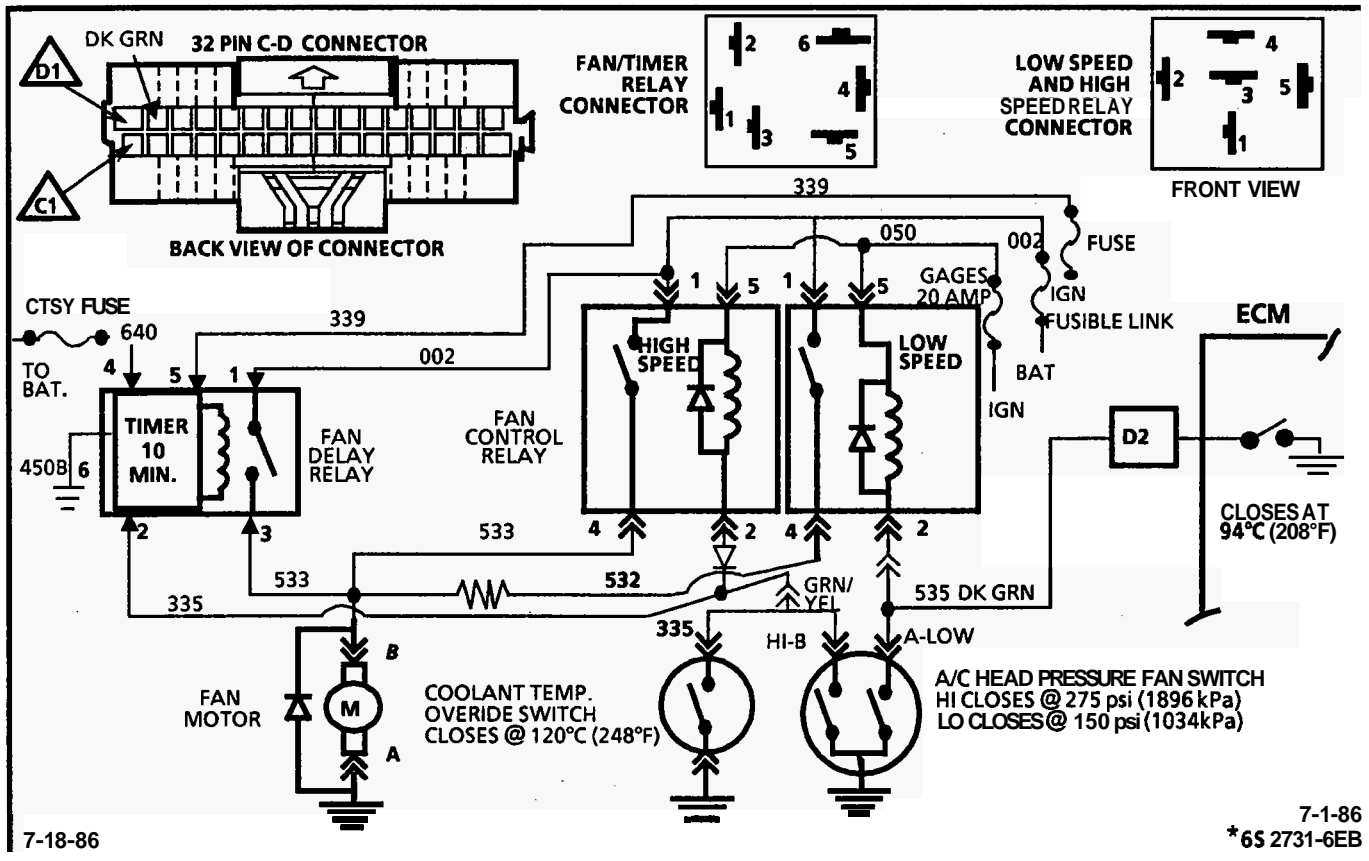 D1
DK GRN
32 PIN C-D CONNECTOR
C1
BACK VIEW OF CONNECTOR
FAN/TIMER
RELAY
CONNECTOR
2
6
4
1
3
5
LOW SPEED
AND HIGH
SPEED RELAY
CONNECTOR
4
2
3
5
1
FRONT VIEW
339
050
002
FUSE
GAGES
20 AMP
IGN
FUSIBLE LINK
BAT
IGN
ECM
CTSY FUSE
640
TO
BAT.
339
002
4
5
1
TIMER
10
MIN.
FAN
DELAY
RELAY
450B
6
2
3
1
5
1
5
HIGH
SPEED
LOW
SPEED
FAN
CONTROL
RELAY
4
2
4
2
D2
CLOSES AT
94°C (208°F)
533
533
532
335
GRN/
YEL
535 DK GRN
335
HI-B
A-LOW
B
M
A
FAN
MOTOR
COOLANT TEMP.
OVERIDE SWITCH
CLOSES @ 120°C (248°F)
A/C HEAD PRESSURE FAN SWITCH
HI CLOSES @ 275 psi (1896 kPa)
LO CLOSES @ 150 psi (1034kPa)
7-18-86
7-1-86
*6S 2731-6EB